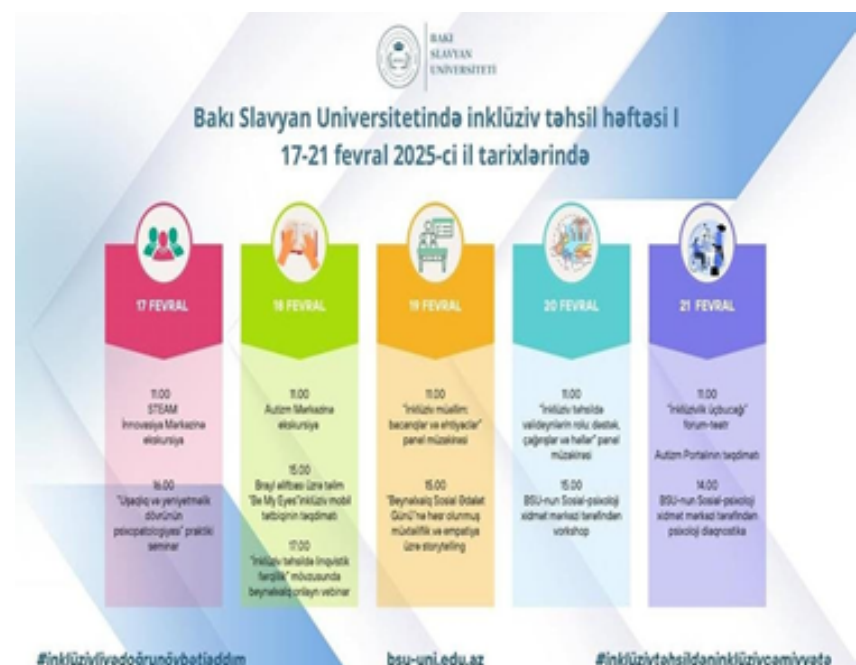 BAKI
SLAVYAN
UNİVERSİTETİ
Bakı Slavyan Universitetində inklüziv təhsil həftəsi I
17-21 fevral 2025-ci il tarixlərində
17 FEVRAL
11.00
STEAM
İnnovasiya Mərkəzinə
ekskursiya
16.00
"Uşaqlıq və yeniyetməlik
dövrünün
psixopatologiyası" praktiki
seminar
18 FEVRAL
11.00
Autizm Mərkəzinə
ekskursiya
15.00
Brayl əlifbası üzrə təlim
"Be My Eyes" inklüziv mobil
tətbiqinin təqdimatı
17.00
"İnklüziv təhsildə linqvistik
fərqlilik" mövzusunda
beynəlxalq onlayn vebinar
19 FEVRAL
11.00
"İnklüziv müəllim:
bacarıqlar və ehtiyaclar"
panel müzakirəsi
15.00
"Beynəlxalq Sosial Ədalət
Günü"nə həsr olunmuş
müxtəliflik və empatiya
üzrə storytelling
20 FEVRAL
11.00
"İnklüziv təhsildə
valideynlərin rolu: dəstək,
çağırışlar və həllər" panel
müzakirəsi
15.00
BSU-nun Sosial-psixoloji
xidmət mərkəzi tərəfindən
workshop
21 FEVRAL
11.00
"İnklüzivlik üçbucağı"
forum-teatr
Autizm Portalının təqdimatı
14.00
BSU-nun Sosial-psixoloji
xidmət mərkəzi tərəfindən
psixoloji diaqnostika
#inklüzivliyədoğrunövbətiaddım
bsu-uni.edu.az
#inklüzivtəhsildəninklüzivcəmiyyətə